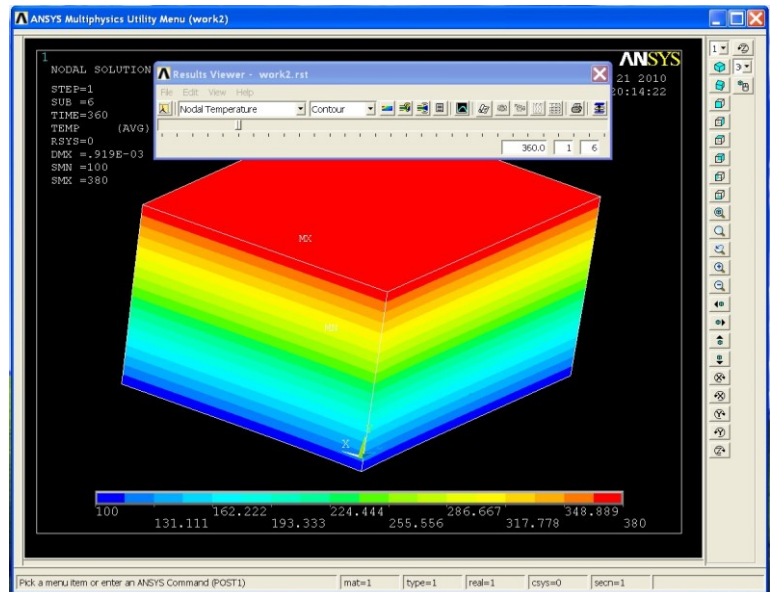 ANSYS Multiphysics Utility Menu (work2)
1
ANSYS
NODAL SOLUTION
21 2010
20:14:22
STEP=1
SUB =6
TIME=360
TEMP (AVG)
RSYS=0
DMX =.919E-03
SMN =100
SMX =380
Results Viewer - work2.rst
File Edit View Help
Nodal Temperature
Contour
360.0 1 6
MX
MN
X
100 162.222 224.444 286.667 348.889
131.111 193.333 255.556 317.778 380
1
3
Pick a menu item or enter an ANSYS Command (POST1) mat=1 type=1 real=1 csys=0 secn=1